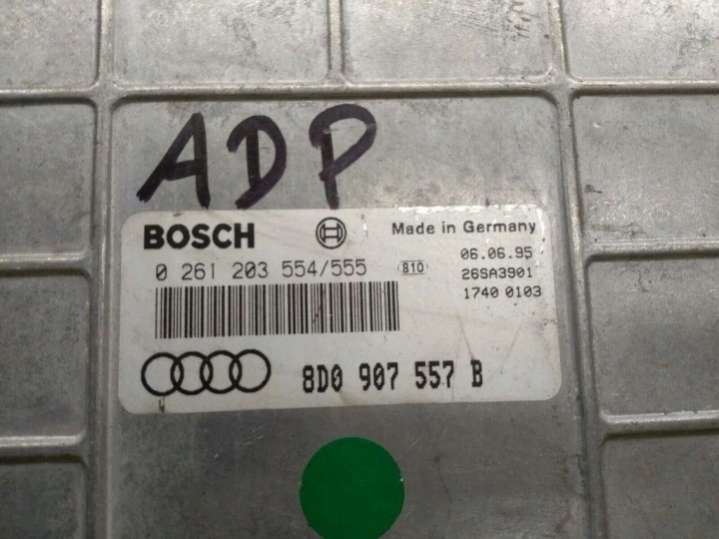 ADP
BOSCH Made in Germany
0 261 203 554/555 810 06.06.95
26SA3901
1740 0103
8D0 907 557 B